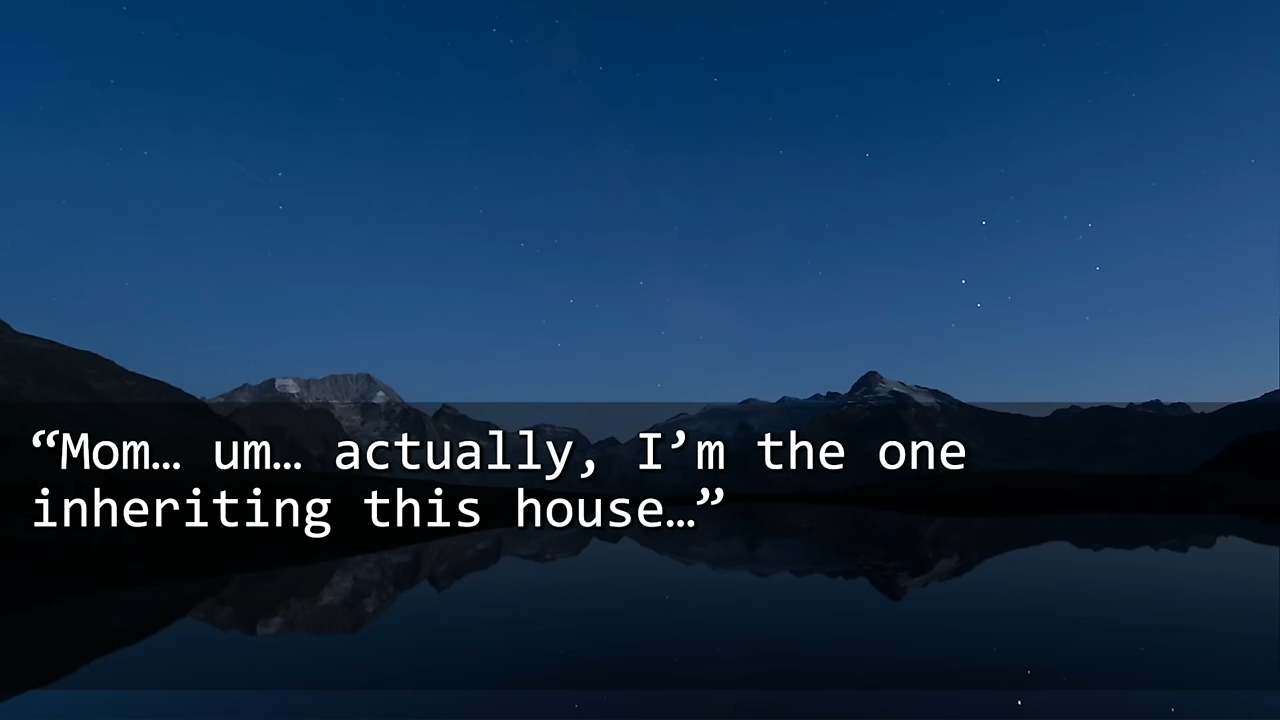 “Mom… um… actually, I’m the one
inheriting this house…”